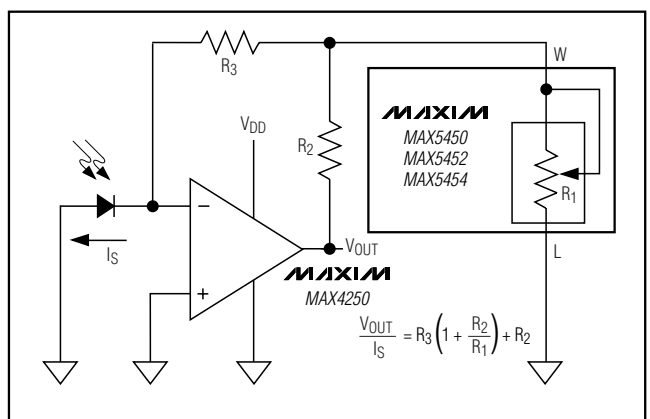 R3
W
MAXIM
MAX5450
MAX5452
MAX5454
VDD
R2
R1
IS
−
+
VOUT
MAXIM
MAX4250
L
VOUT/IS = R3(1 + R2/R1) + R2